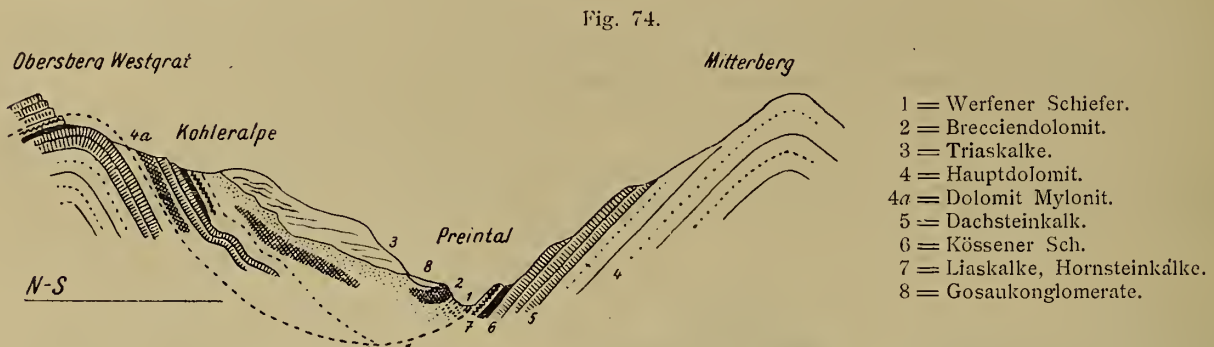 Fig. 74.
Obersberg Westgrat
Mitterberg
4a Kohleralpe
3
Preintal
8
2
1
7 6 5
4
N-S
1 = Werfener Schiefer.
2 = Brecciendolomit.
3 = Triaskalke.
4 = Hauptdolomit.
4a = Dolomit Mylonit.
5 = Dachsteinkalk.
6 = Kössener Sch.
7 = Liaskalke, Hornsteinkalke.
8 = Gosaukonglomerate.